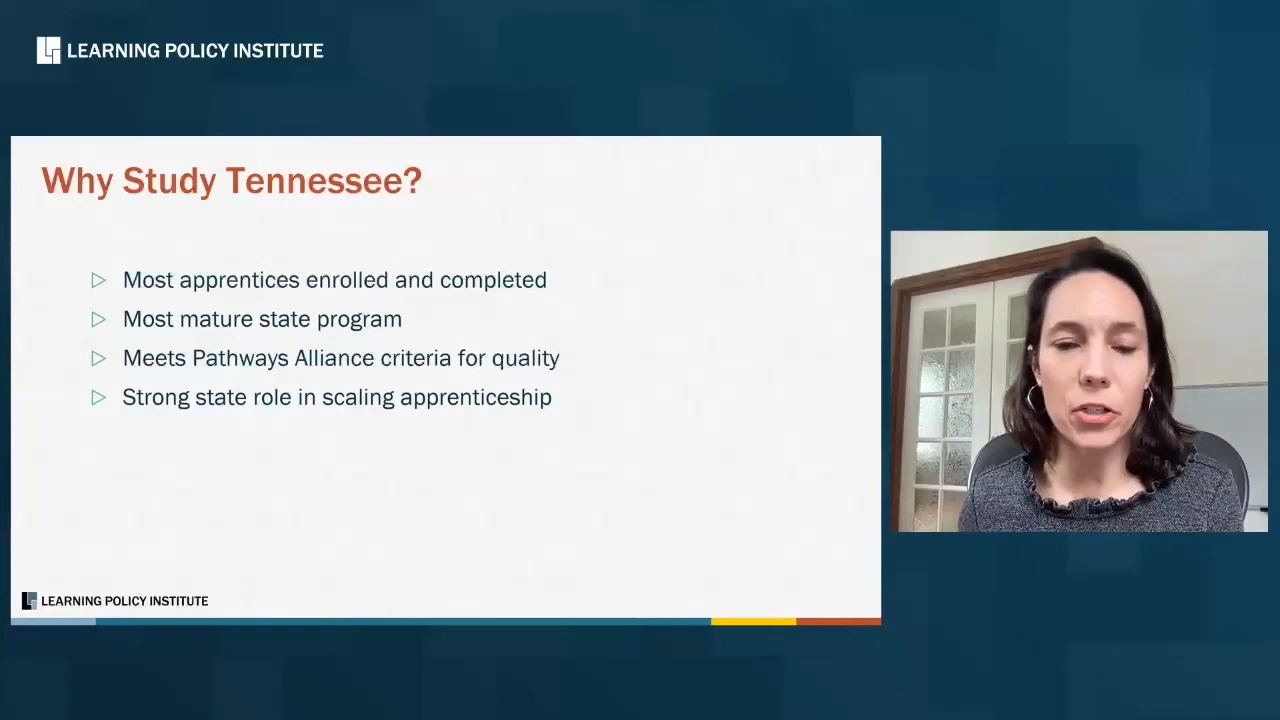 LEARNING POLICY INSTITUTE
Why Study Tennessee?
Most apprentices enrolled and completed
Most mature state program
Meets Pathways Alliance criteria for quality
Strong state role in scaling apprenticeship
LEARNING POLICY INSTITUTE